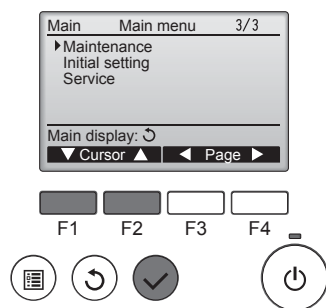 Main Main menu 3/3
Maintenance
Initial setting
Service
Main display:
Cursor Page
F1 F2 F3 F4